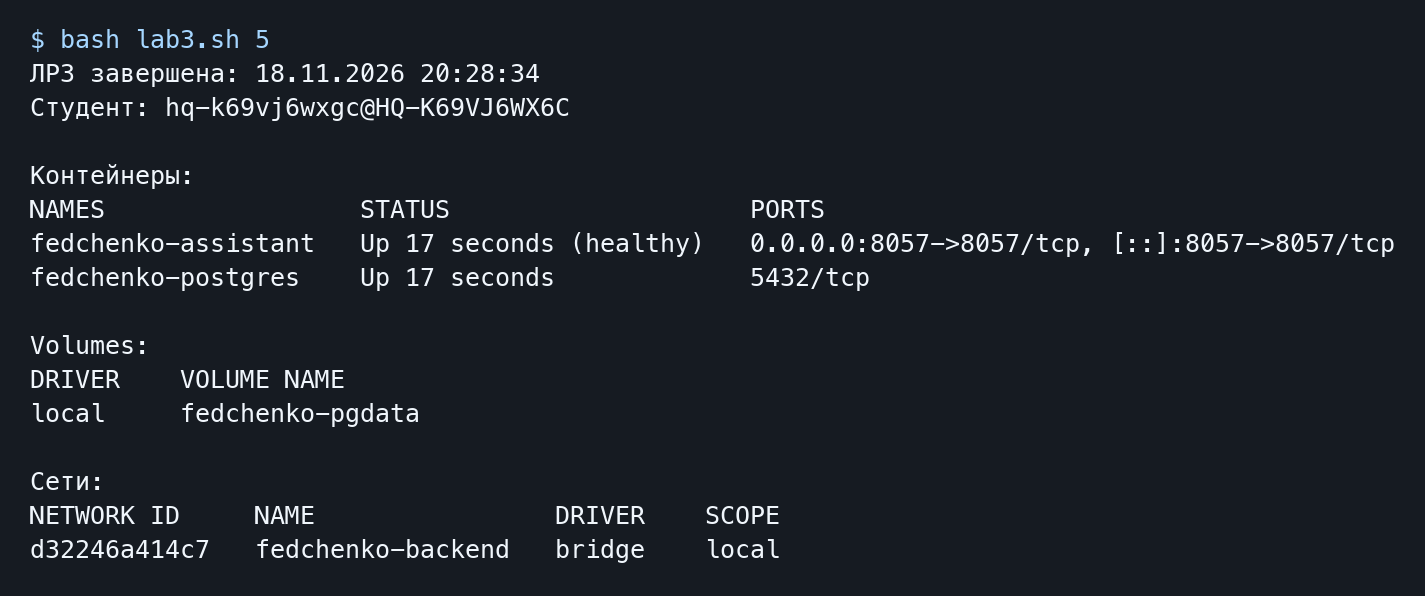 $ bash lab3.sh 5
ЛР3 завершена: 18.11.2026 20:28:34
Студент: hq-k69vj6wxgc@HQ-K69VJ6WX6C

Контейнеры:
NAMES                 STATUS                    PORTS
fedchenko-assistant   Up 17 seconds (healthy)   0.0.0.0:8057->8057/tcp, [::]:8057->8057/tcp
fedchenko-postgres    Up 17 seconds             5432/tcp

Volumes:
DRIVER    VOLUME NAME
local     fedchenko-pgdata

Сети:
NETWORK ID     NAME                DRIVER    SCOPE
d32246a414c7   fedchenko-backend   bridge    local